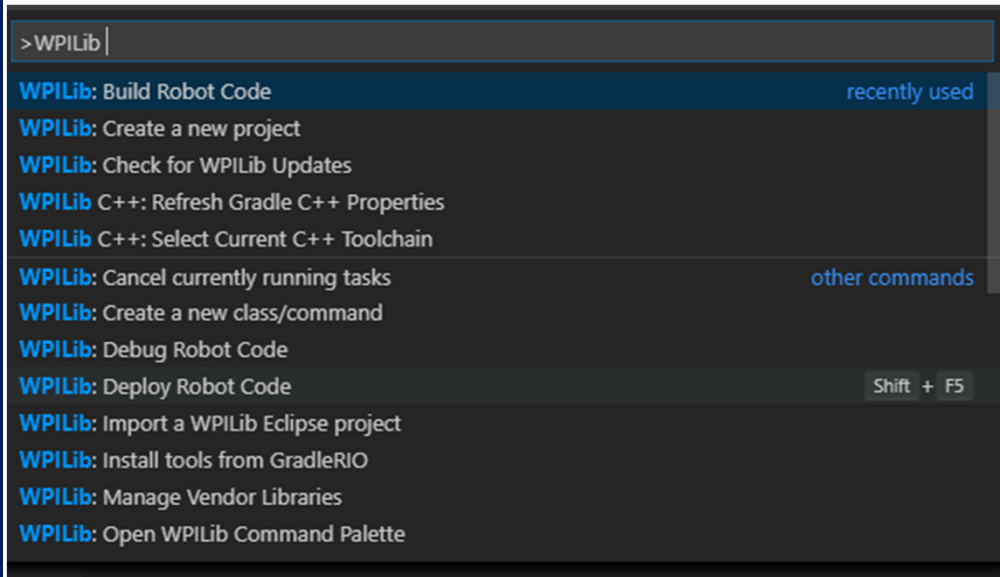 >WPILib
WPILib: Build Robot Code recently used
WPILib: Create a new project
WPILib: Check for WPILib Updates
WPILib C++: Refresh Gradle C++ Properties
WPILib C++: Select Current C++ Toolchain
WPILib: Cancel currently running tasks other commands
WPILib: Create a new class/command
WPILib: Debug Robot Code
WPILib: Deploy Robot Code Shift + F5
WPILib: Import a WPILib Eclipse project
WPILib: Install tools from GradleRIO
WPILib: Manage Vendor Libraries
WPILib: Open WPILib Command Palette